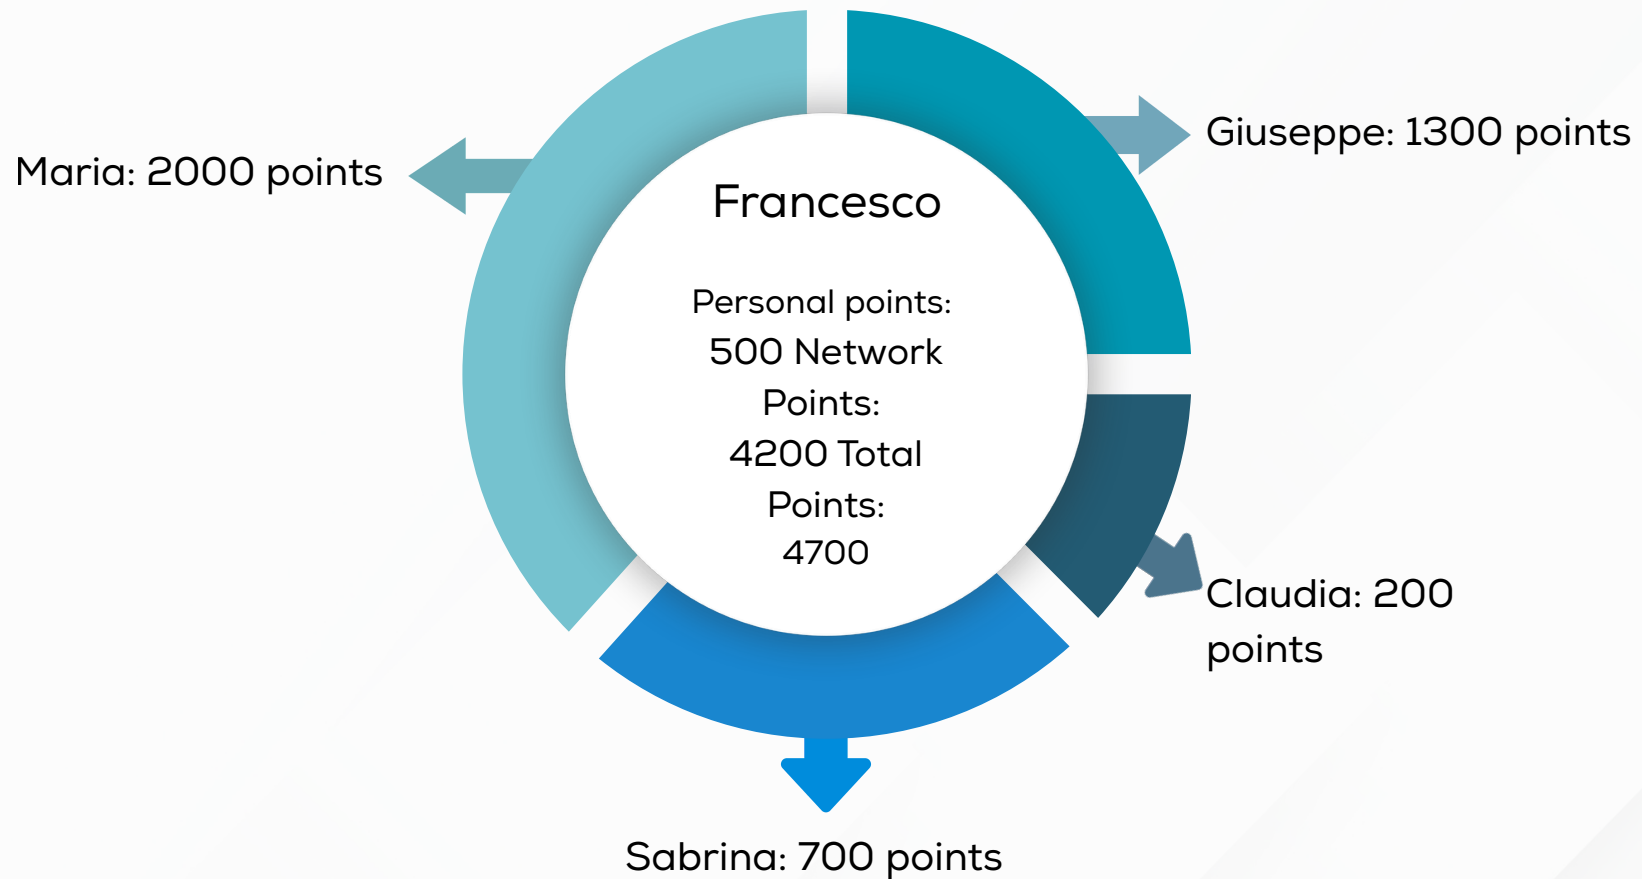 Giuseppe: 1300 points
Maria: 2000 points
Francesco
Personal points:
500 Network
Points:
4200 Total
Points:
4700
Claudia: 200
points
Sabrina: 700 points